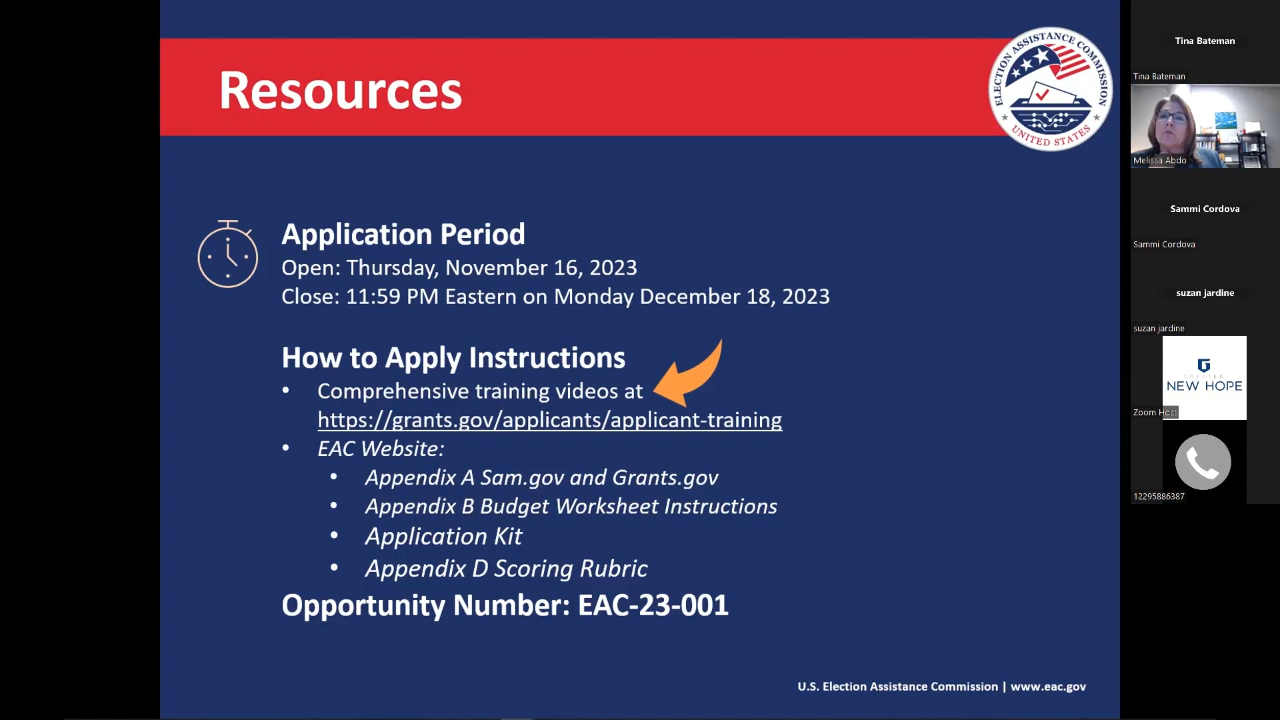 Resources
ELECTION ASSISTANCE COMMISSION
UNITED STATES
Application Period
Open: Thursday, November 16, 2023
Close: 11:59 PM Eastern on Monday December 18, 2023
How to Apply Instructions
• Comprehensive training videos at
https://grants.gov/applicants/applicant-training
• EAC Website:
• Appendix A Sam.gov and Grants.gov
• Appendix B Budget Worksheet Instructions
• Application Kit
• Appendix D Scoring Rubric
Opportunity Number: EAC-23-001
U.S. Election Assistance Commission | www.eac.gov
Tina Bateman
Tina Bateman
Melissa Abdo
Sammi Cordova
Sammi Cordova
suzan jardine
suzan jardine
NEW HOPE
Zoom
12295886387